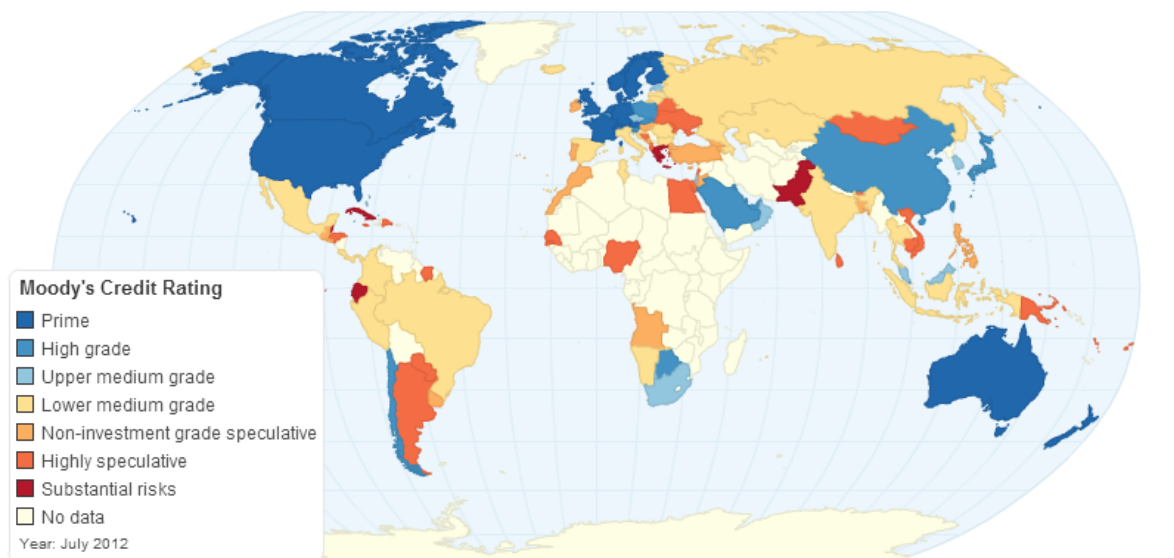 Moody's Credit Rating
Prime
High grade
Upper medium grade
Lower medium grade
Non-investment grade speculative
Highly speculative
Substantial risks
No data
Year: July 2012